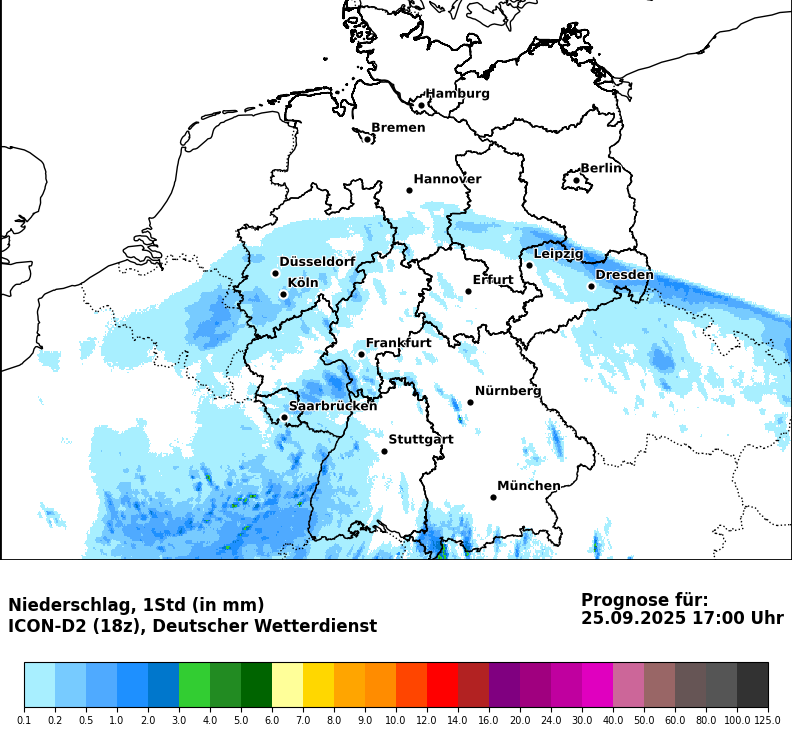 Hamburg
Bremen
Berlin
Hannover
Leipzig
Düsseldorf
Dresden
Köln
Erfurt
Frankfurt
Nürnberg
Saarbrücken
Stuttgart
München
Niederschlag, 1Std (in mm)
ICON-D2 (18z), Deutscher Wetterdienst
Prognose für:
25.09.2025 17:00 Uhr
0.1 0.2 0.5 1.0 2.0 3.0 4.0 5.0 6.0 7.0 8.0 9.0 10.0 12.0 14.0 16.0 20.0 24.0 30.0 40.0 50.0 60.0 80.0 100.0 125.0